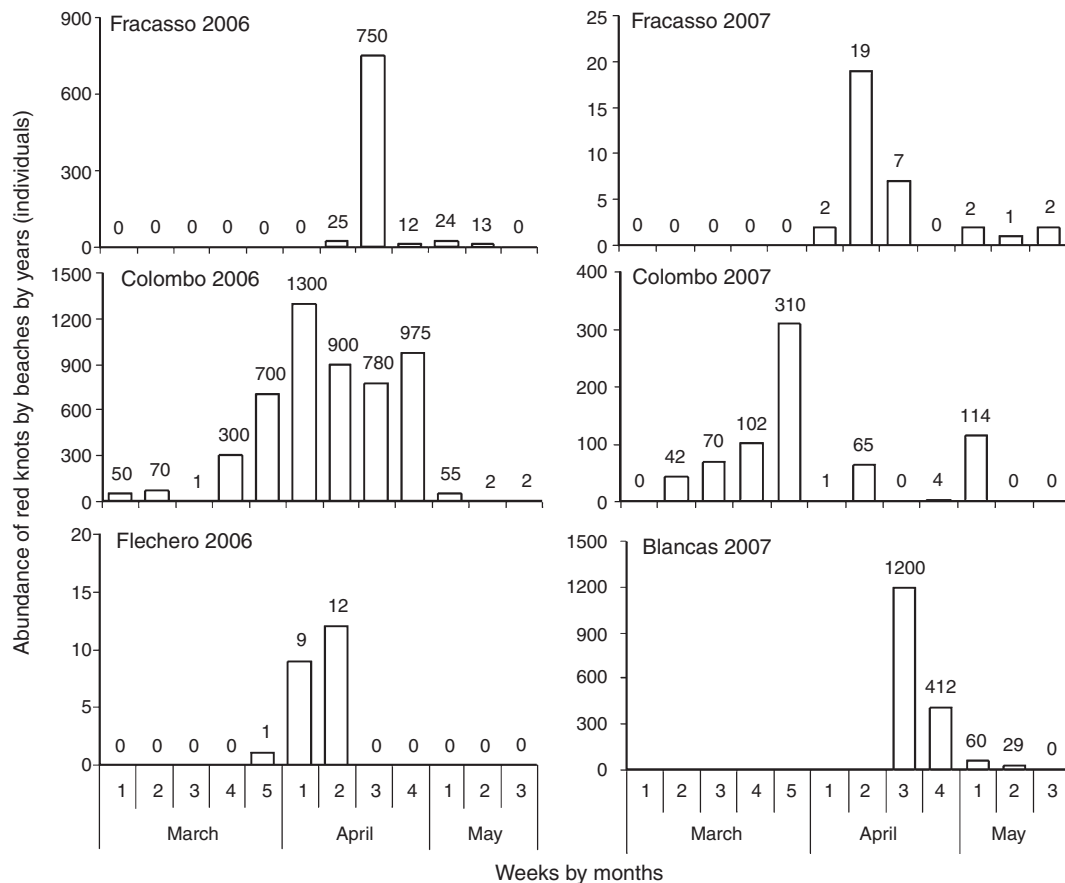 Abundance of red knots by beaches by years (individuals)
Fracasso 2006
900
600
300
0
0 0 0 0 0 0 25 750 12 24 13 0
Fracasso 2007
25
20
15
10
5
0
0 0 0 0 0 2 19 7 0 2 1 2
Colombo 2006
1500
1200
900
600
300
0
50 70 1 300 700 1300 900 780 975 55 2 2
Colombo 2007
400
300
200
100
0
0 42 70 102 310 1 65 0 4 114 0 0
Flechero 2006
20
15
10
5
0
0 0 0 0 1 9 12 0 0 0 0 0
1 2 3 4 5 1 2 3 4 1 2 3
March April May
Blancas 2007
1500
1200
900
600
300
0
1200 412 60 29 0
1 2 3 4 5 1 2 3 4 1 2 3
March April May
Weeks by months